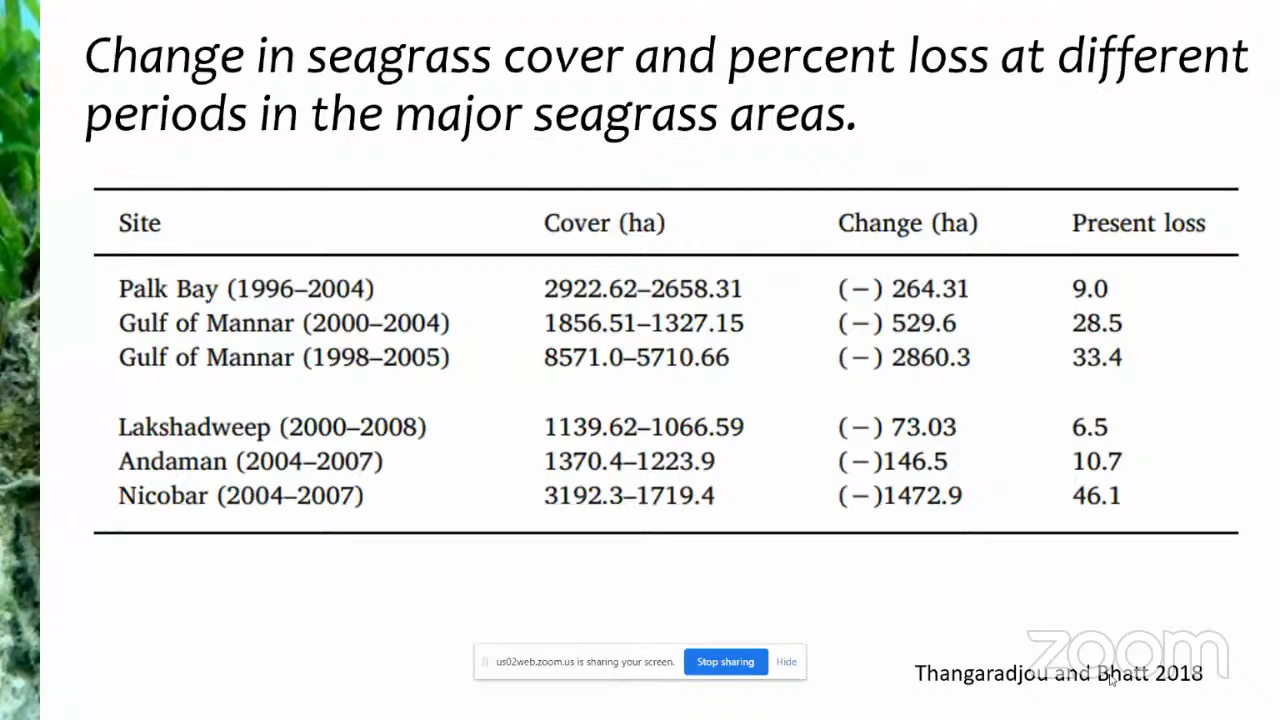 Change in seagrass cover and percent loss at different
periods in the major seagrass areas.
Site Cover (ha) Change (ha) Present loss
Palk Bay (1996–2004) 2922.62–2658.31 (−) 264.31 9.0
Gulf of Mannar (2000–2004) 1856.51–1327.15 (−) 529.6 28.5
Gulf of Mannar (1998–2005) 8571.0–5710.66 (−) 2860.3 33.4
Lakshadweep (2000–2008) 1139.62–1066.59 (−) 73.03 6.5
Andaman (2004–2007) 1370.4–1223.9 (−)146.5 10.7
Nicobar (2004–2007) 3192.3–1719.4 (−)1472.9 46.1
us02web.zoom.us is sharing your screen. Stop sharing Hide
zoom
Thangaradjou and Bhatt 2018